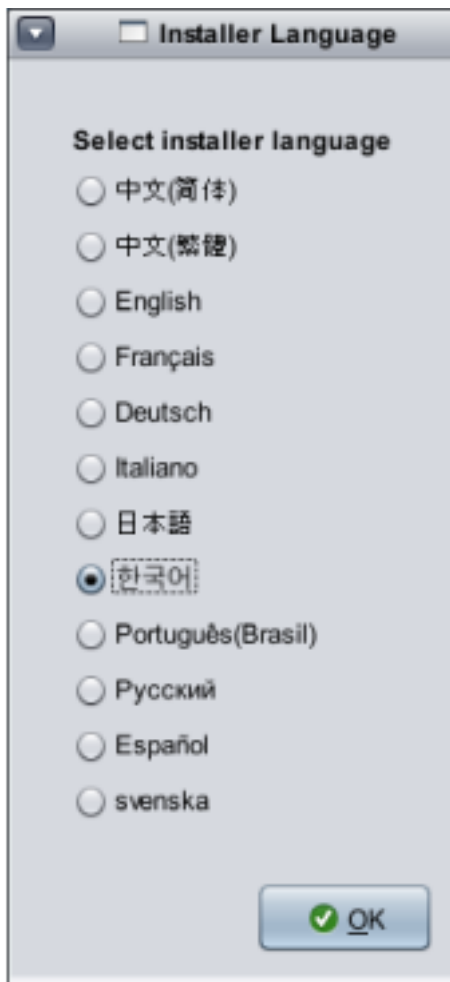 Installer Language
Select installer language
中文(简体)
中文(繁體)
English
Français
Deutsch
Italiano
日本語
한국어
Português(Brasil)
Русский
Español
svenska
OK